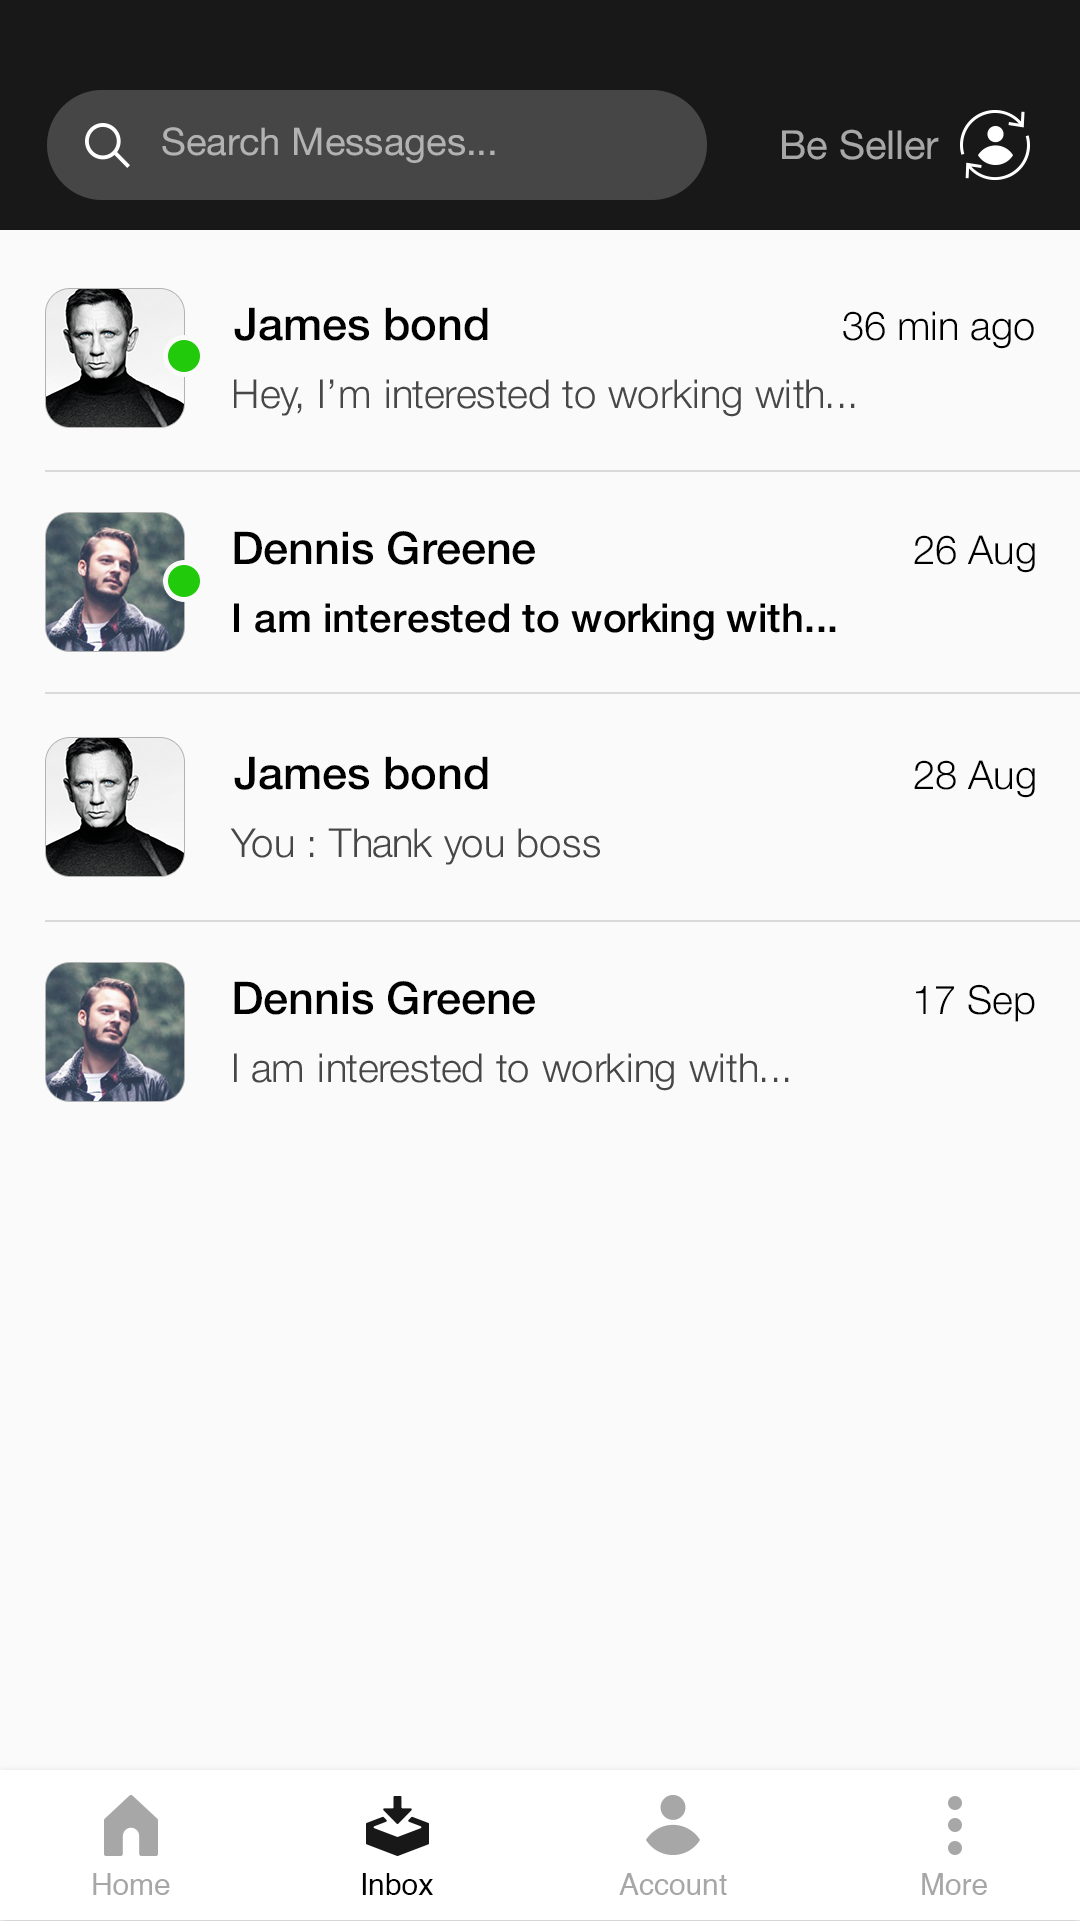 Search Messages...
Be Seller
James bond
36 min ago
Hey, I’m interested to working with...
Dennis Greene
26 Aug
I am interested to working with...
James bond
28 Aug
You : Thank you boss
Dennis Greene
17 Sep
I am interested to working with...
Home
Inbox
Account
More